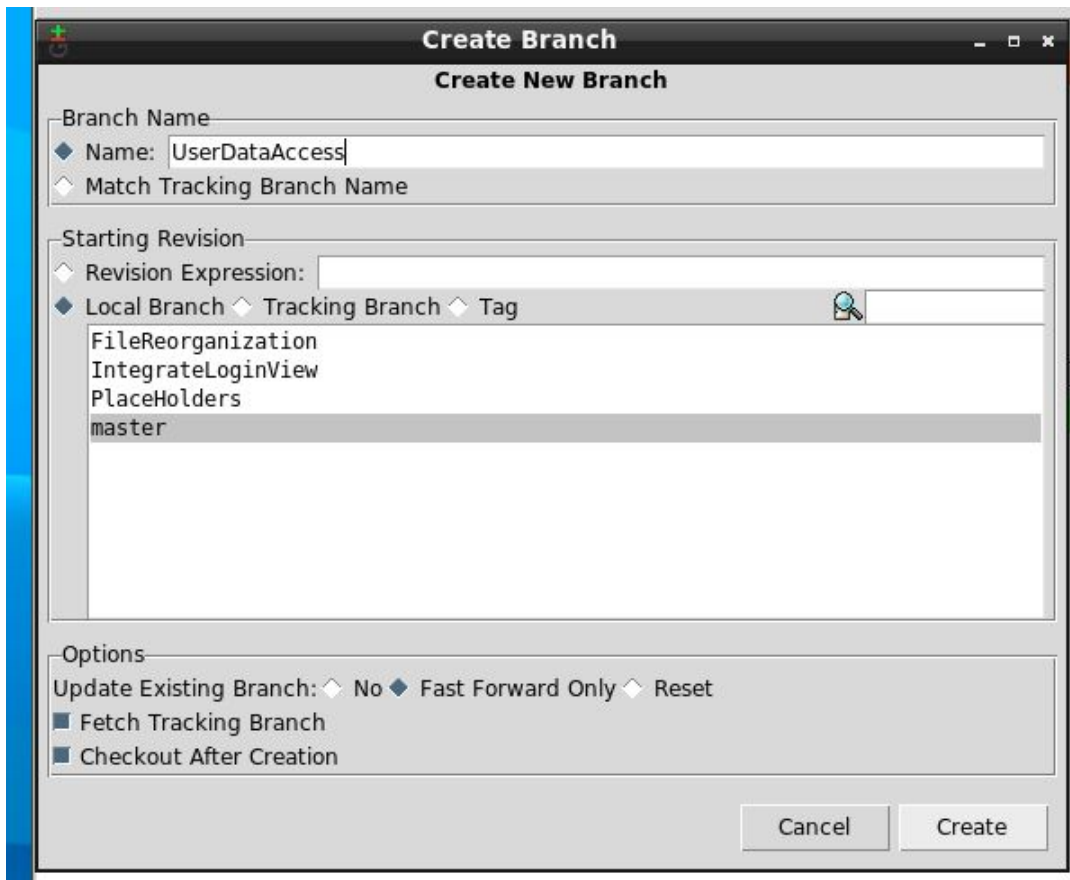 Create Branch
Create New Branch
Branch Name
Name: UserDataAccess
Match Tracking Branch Name
Starting Revision
Revision Expression:
Local Branch Tracking Branch Tag
FileReorganization
IntegrateLoginView
PlaceHolders
master
Options
Update Existing Branch: No Fast Forward Only Reset
Fetch Tracking Branch
Checkout After Creation
Cancel Create